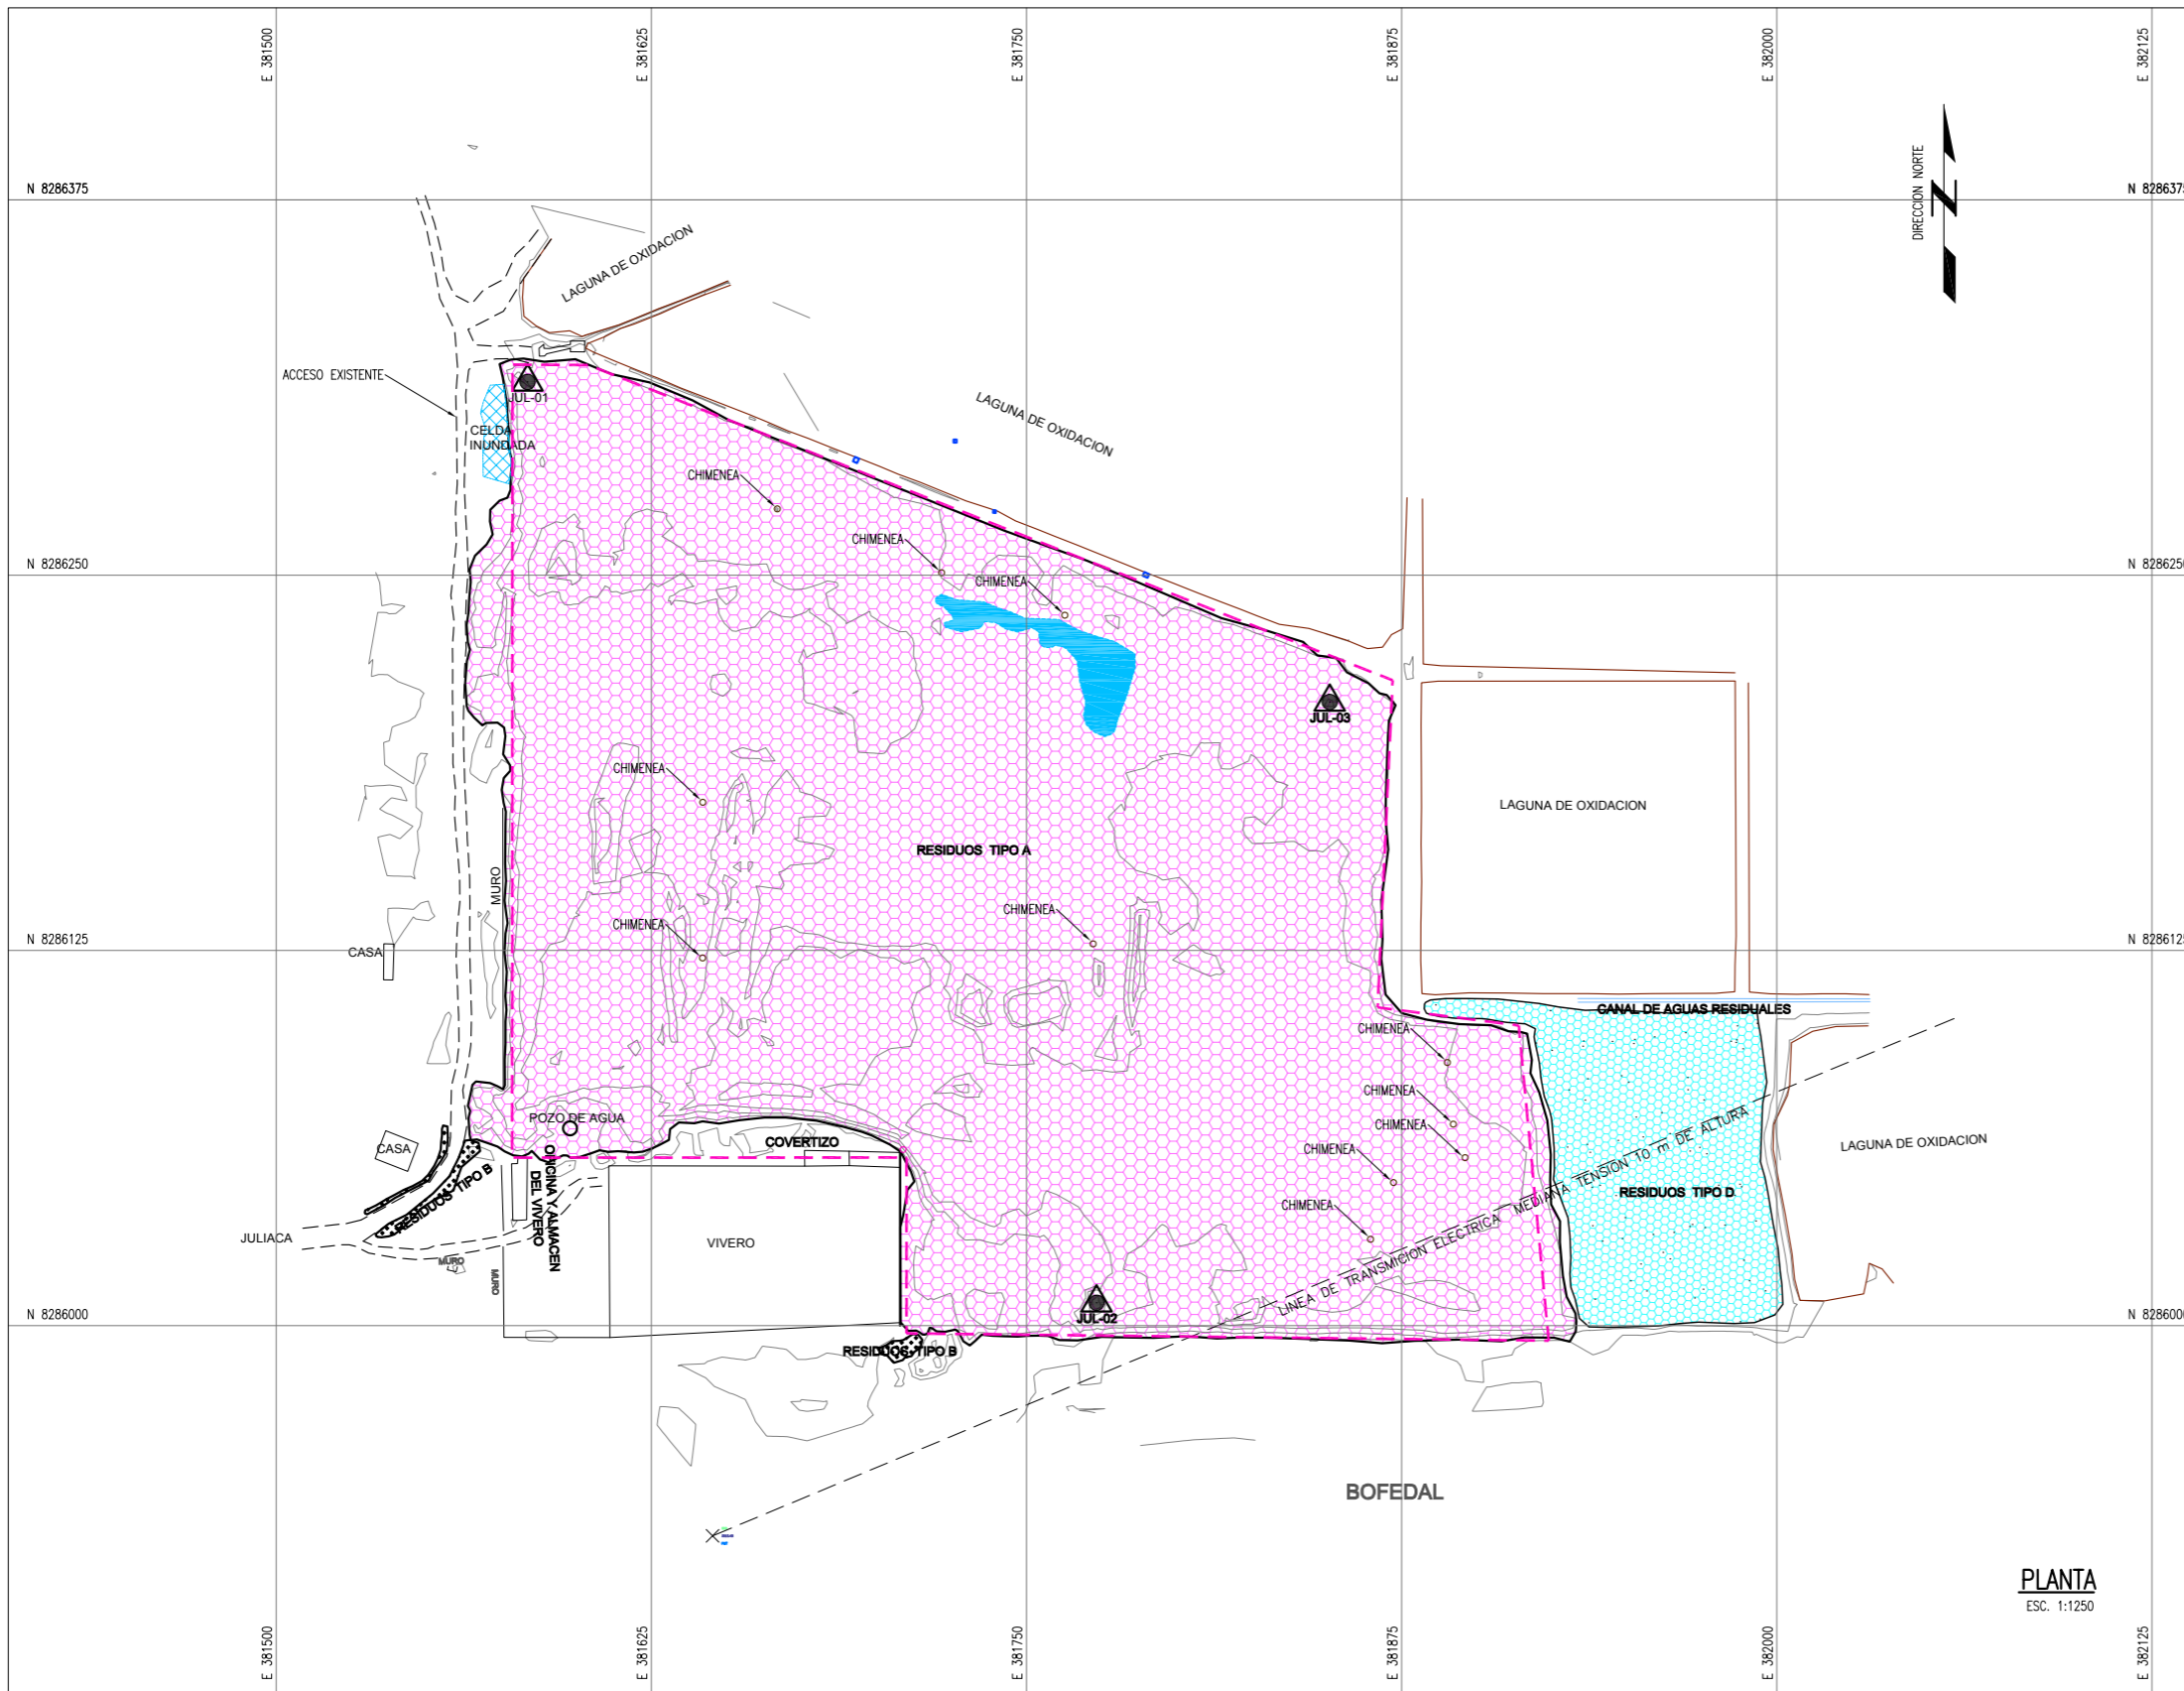 E 381500
E 381625
E 381750
E 381875
E 382000
E 382125
DIRECCION NORTE
N
N 8286375
N 8286375
LAGUNA DE OXIDACION
ACCESO EXISTENTE
JUL-01
LAGUNA DE OXIDACION
CELDA
INUNDADA
CHIMENEA
CHIMENEA
N 8286250
N 8286250
CHIMENEA
JUL-03
CHIMENEA
LAGUNA DE OXIDACION
RESIDUOS TIPO A
MURO
CHIMENEA
CHIMENEA
N 8286125
N 8286125
CASA
CANAL DE AGUAS RESIDUALES
CHIMENEA
CHIMENEA
POZO DE AGUA
CHIMENEA
COVERTIZO
CASA
LAGUNA DE OXIDACION
CHIMENEA
LINEA DE TRANSMICION ELECTRICA MEDIANA TENSION 10 m DE ALTURA
RESIDUOS TIPO D
RESIDUOS TIPO B
OFICINA Y ALMACEN
DEL VIVERO
CHIMENEA
JULIACA
VIVERO
MURO
MURO
N 8286000
N 8286000
JUL-02
RESIDUOS TIPO B
BOFEDAL
PLANTA
ESC. 1:1250
E 381500
E 381625
E 381750
E 381875
E 382000
E 382125